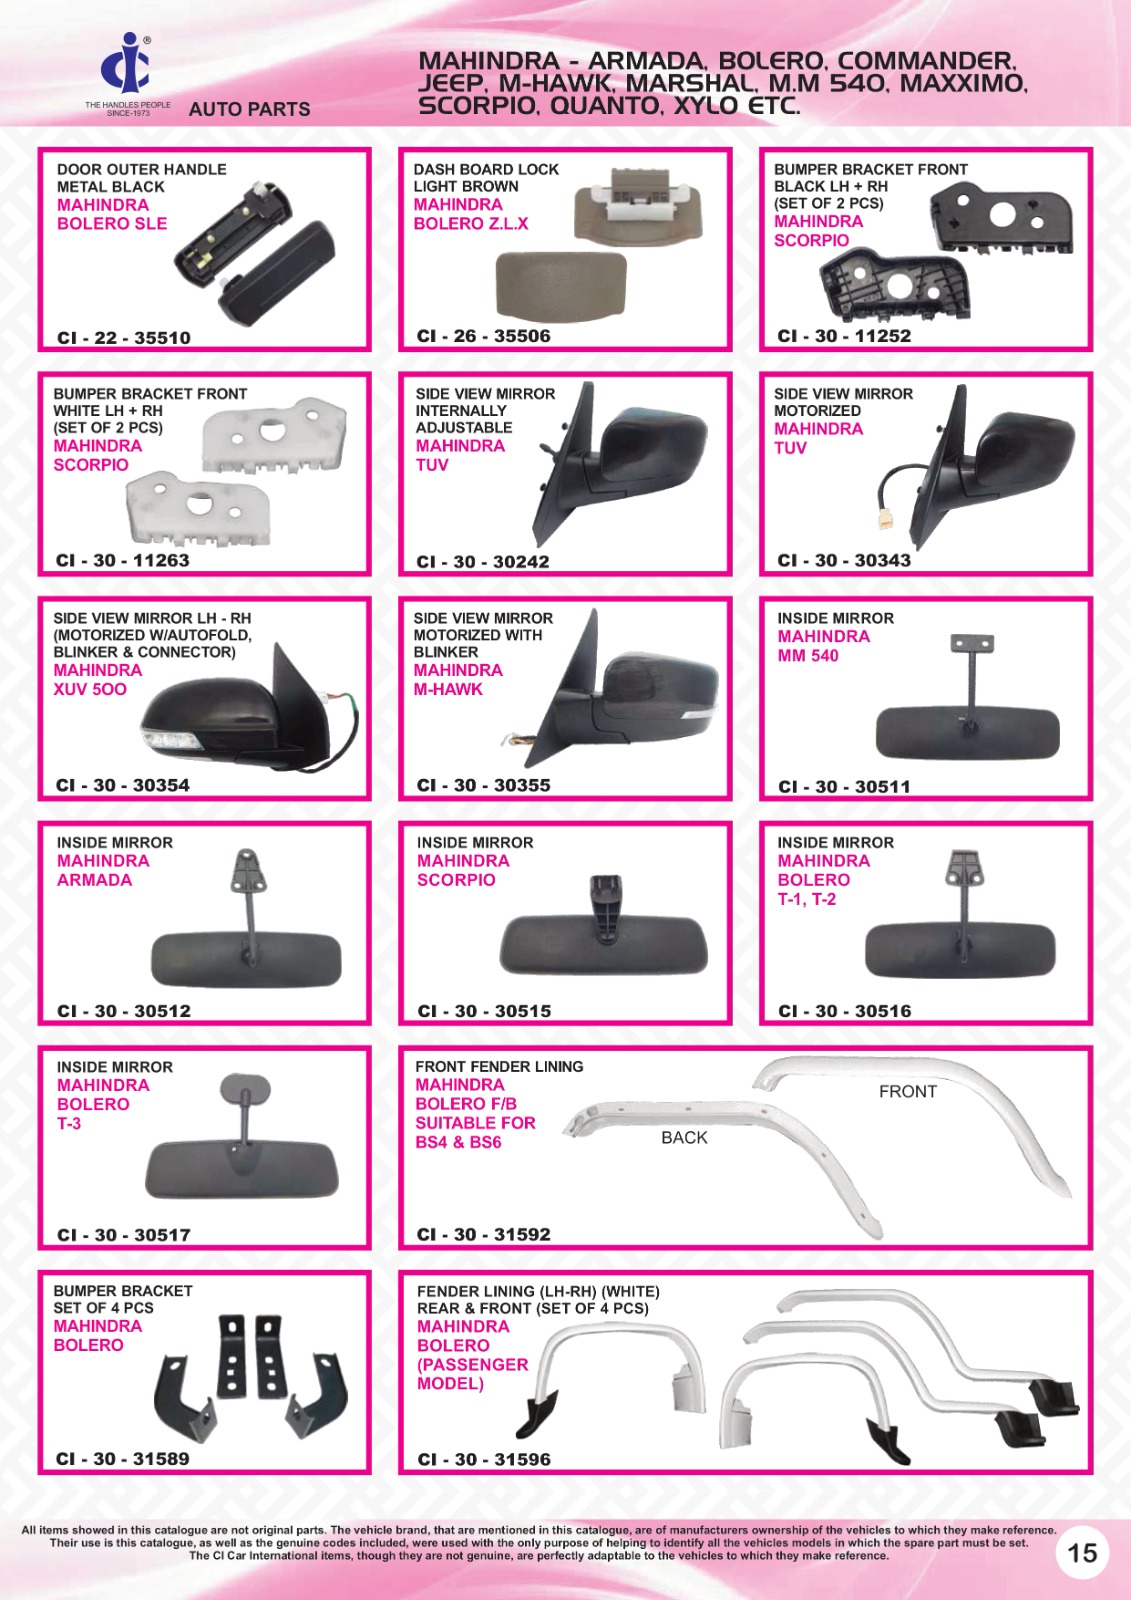 ®
THE HANDLES PEOPLE
SINCE-1973
AUTO PARTS
MAHINDRA - ARMADA, BOLERO, COMMANDER,
JEEP, M-HAWK, MARSHAL, M.M 540, MAXXIMO,
SCORPIO, QUANTO, XYLO ETC.
DOOR OUTER HANDLE
METAL BLACK
MAHINDRA
BOLERO SLE
CI - 22 - 35510
DASH BOARD LOCK
LIGHT BROWN
MAHINDRA
BOLERO Z.L.X
CI - 26 - 35506
BUMPER BRACKET FRONT
BLACK LH + RH
(SET OF 2 PCS)
MAHINDRA
SCORPIO
CI - 30 - 11252
BUMPER BRACKET FRONT
WHITE LH + RH
(SET OF 2 PCS)
MAHINDRA
SCORPIO
CI - 30 - 11263
SIDE VIEW MIRROR
INTERNALLY
ADJUSTABLE
MAHINDRA
TUV
CI - 30 - 30242
SIDE VIEW MIRROR
MOTORIZED
MAHINDRA
TUV
CI - 30 - 30343
SIDE VIEW MIRROR LH - RH
(MOTORIZED W/AUTOFOLD,
BLINKER & CONNECTOR)
MAHINDRA
XUV 5OO
CI - 30 - 30354
SIDE VIEW MIRROR
MOTORIZED WITH
BLINKER
MAHINDRA
M-HAWK
CI - 30 - 30355
INSIDE MIRROR
MAHINDRA
MM 540
CI - 30 - 30511
INSIDE MIRROR
MAHINDRA
ARMADA
CI - 30 - 30512
INSIDE MIRROR
MAHINDRA
SCORPIO
CI - 30 - 30515
INSIDE MIRROR
MAHINDRA
BOLERO
T-1, T-2
CI - 30 - 30516
INSIDE MIRROR
MAHINDRA
BOLERO
T-3
CI - 30 - 30517
FRONT FENDER LINING
MAHINDRA
BOLERO F/B
SUITABLE FOR
BS4 & BS6
FRONT
BACK
CI - 30 - 31592
BUMPER BRACKET
SET OF 4 PCS
MAHINDRA
BOLERO
CI - 30 - 31589
FENDER LINING (LH-RH) (WHITE)
REAR & FRONT (SET OF 4 PCS)
MAHINDRA
BOLERO
(PASSENGER
MODEL)
CI - 30 - 31596
All items showed in this catalogue are not original parts. The vehicle brand, that are mentioned in this catalogue, are of manufacturers ownership of the vehicles to which they make reference.
Their use is this catalogue, as well as the genuine codes included, were used with the only purpose of helping to identify all the vehicles models in which the spare part must be set.
The CI Car International items, though they are not genuine, are perfectly adaptable to the vehicles to which they make reference.
15